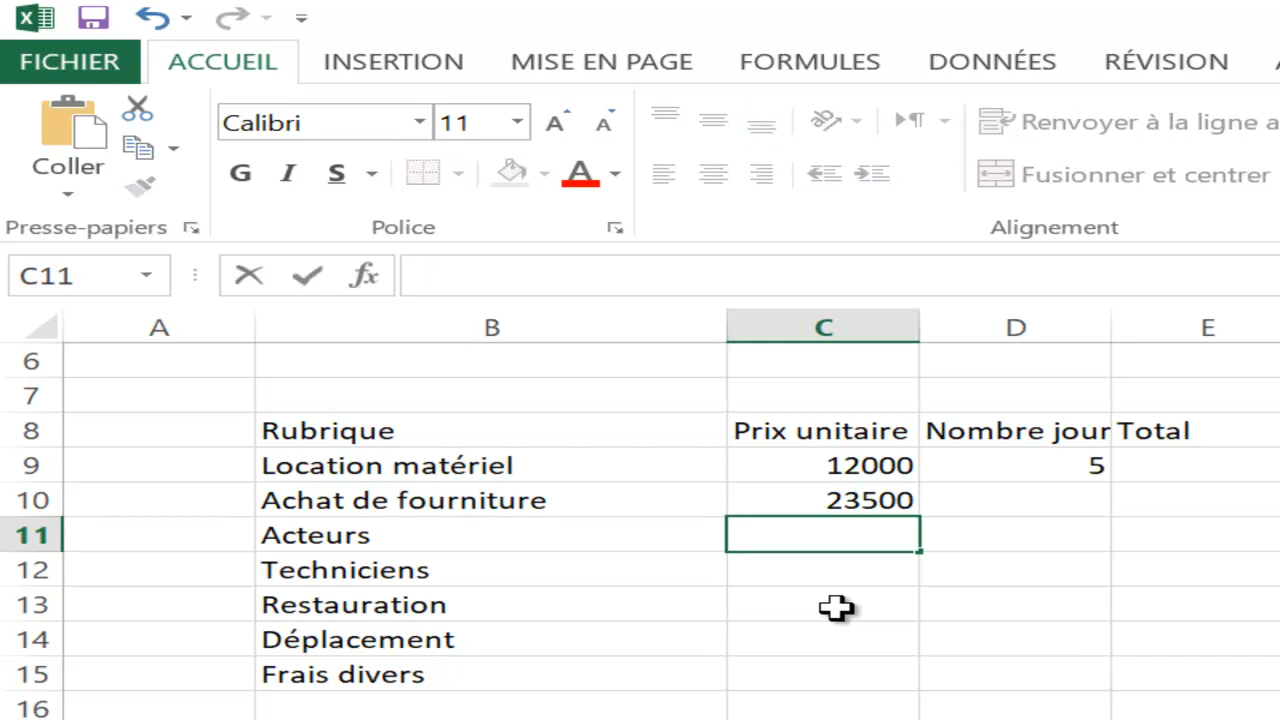 FICHIER ACCUEIL INSERTION MISE EN PAGE FORMULES DONNÉES RÉVISION
Calibri 11 Renvoyer à la ligne a
Coller G I S A Fusionner et centrer
Presse-papiers Police Alignement
C11 fx
A B C D E
6
7
8 Rubrique Prix unitaire Nombre jour Total
9 Location matériel 12000 5
10 Achat de fourniture 23500
11 Acteurs
12 Techniciens
13 Restauration
14 Déplacement
15 Frais divers
16